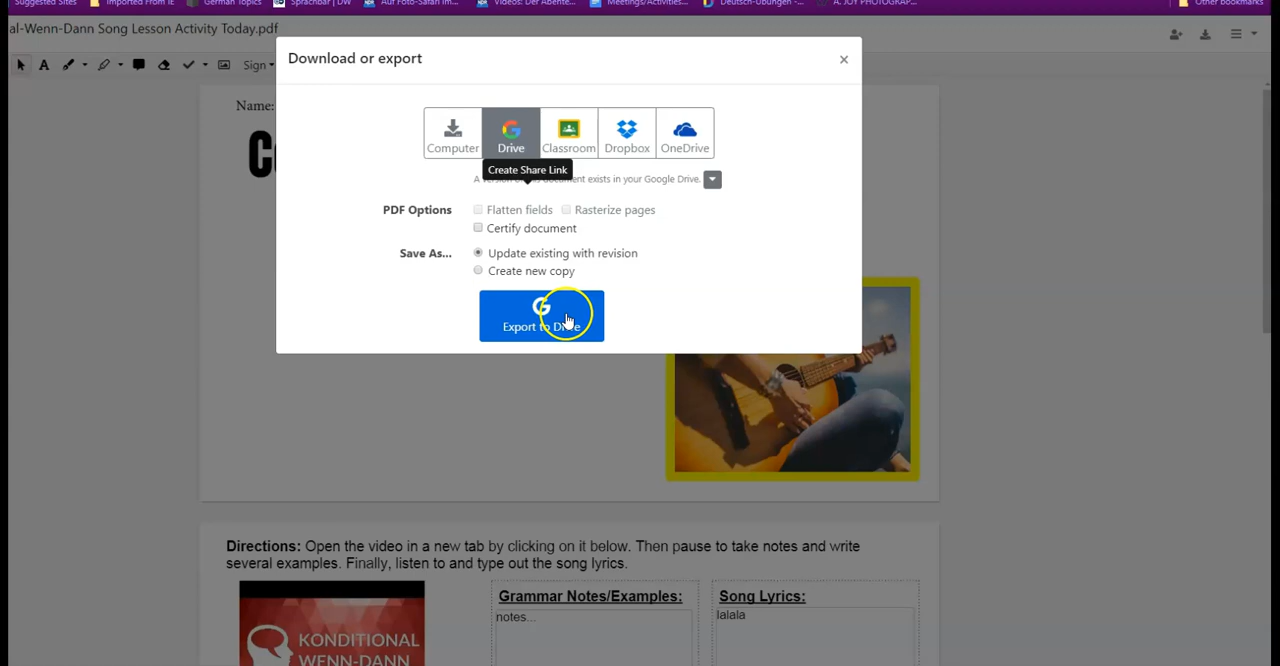 Suggested Sites Imported From IE German Topics Sprachbar | DW Auf Foto-Safari im... Videos: Der Abente... Meetings/Activities... Deutsch-Übungen -... A. JOY PHOTOGRAP... Other bookmarks
al-Wenn-Dann Song Lesson Activity Today.pdf
Download or export
A Sign
Name:
Computer Drive Classroom Dropbox OneDrive
Create Share Link
document exists in your Google Drive.
PDF Options Flatten fields Rasterize pages
Certify document
Save As... Update existing with revision
Create new copy
Export to Drive
Directions: Open the video in a new tab by clicking on it below. Then pause to take notes and write
several examples. Finally, listen to and type out the song lyrics.
Grammar Notes/Examples: Song Lyrics:
notes... lalala
KONDITIONAL
WENN-DANN